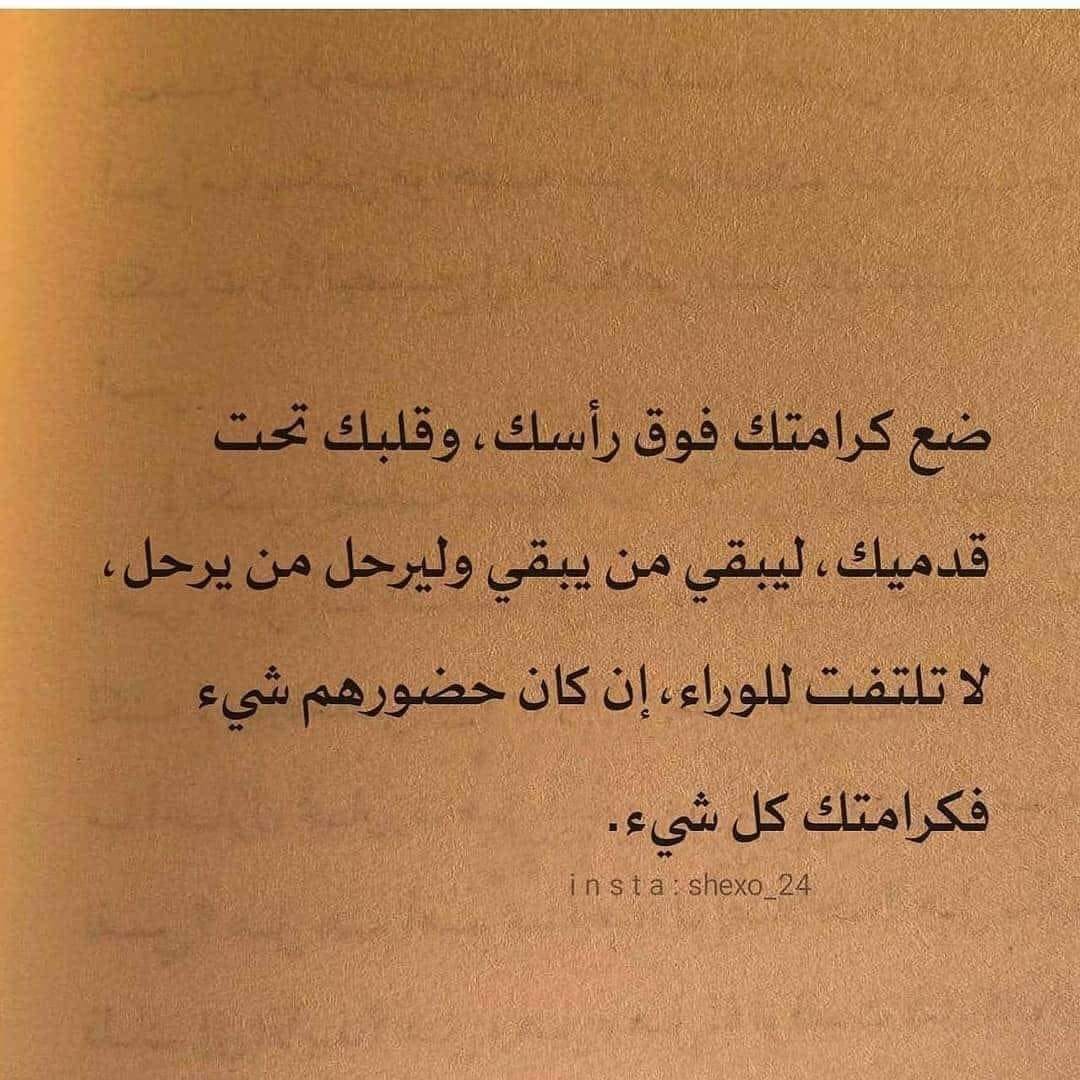 ضع كرامتك فوق رأسك، وقلبك تحت
قدميك، ليبقي من يبقي وليرحل من يرحل،
لا تلتفت للوراء، إن كان حضورهم شيء
فكرامتك كل شيء.
insta:shexo_24